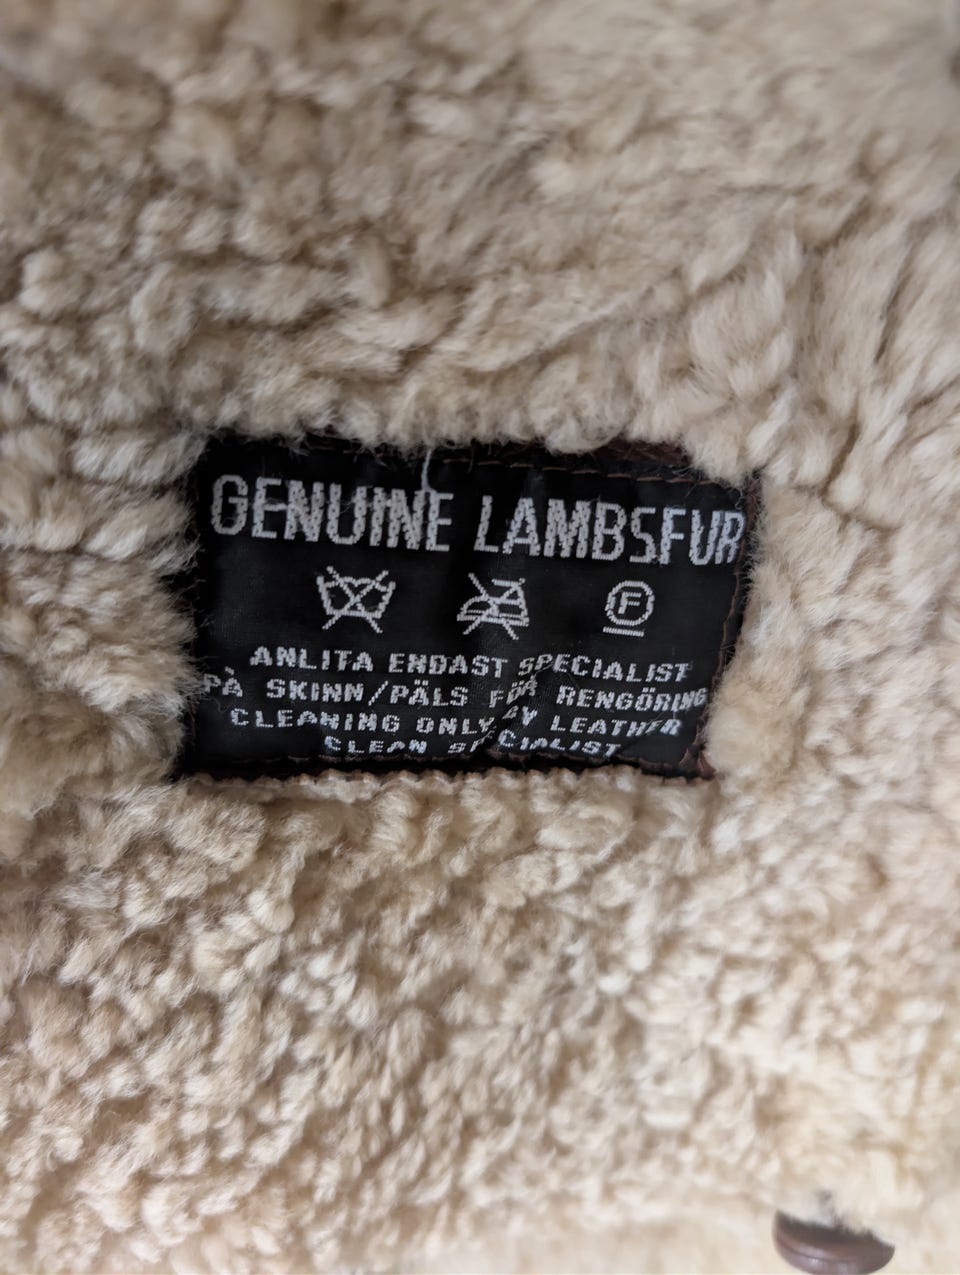 GENUINE LAMBSFUR
F
ANLITA ENDAST SPECIALIST
PÅ SKINN/PÄLS FÖR RENGÖRING
CLEANING ONLY BY LEATHER
CLEAN SPECIALIST